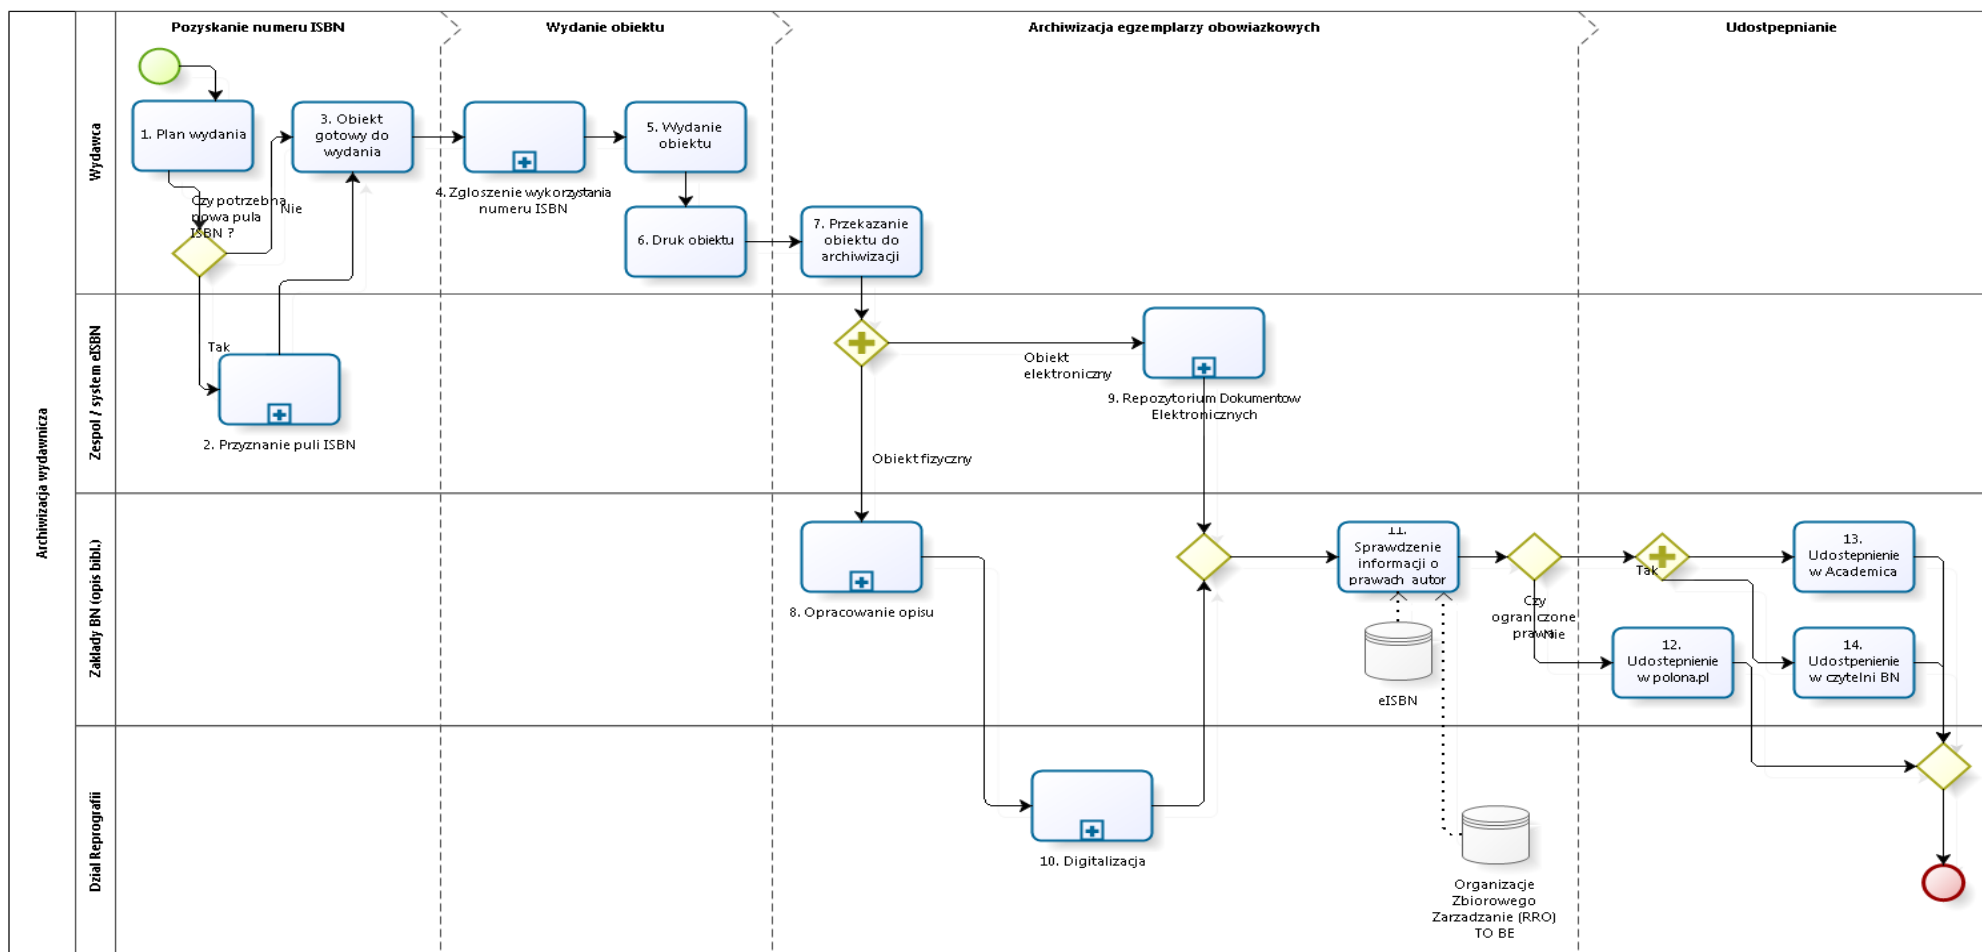 Pozyskanie numeru ISBN
Wydanie obiektu
Archiwizacja egzemplarzy obowiazkowych
Udostpepnianie
Archiwizacja wydawnicza
Wydawca
1. Plan wydania
3. Obiekt
gotowy do
wydania
4. Zgloszenie wykorzystania
numeru ISBN
5. Wydanie
obiektu
Czy potrzebna
nowa pula
ISBN ?
Nie
6. Druk obiektu
7. Przekazanie
obiektu do
archiwizacji
Zespol / system eISBN
Tak
2. Przyznanie puli ISBN
Obiekt
elektroniczny
9. Repozytorium Dokumentow
Elektronicznych
Obiekt fizyczny
Zaklady BN (opis bibl.)
8. Opracowanie opisu
11.
Sprawdzenie
informacji o
prawach autor
eISBN
Czy
ograniczone
prawa
Tak
Nie
13.
Udostepnienie
w Academica
12.
Udostepnienie
w polona.pl
14.
Udostpenienie
w czytelni BN
Dzial Reprografii
10. Digitalizacja
Organizacje
Zbiorowego
Zarzadzanie (RRO)
TO BE